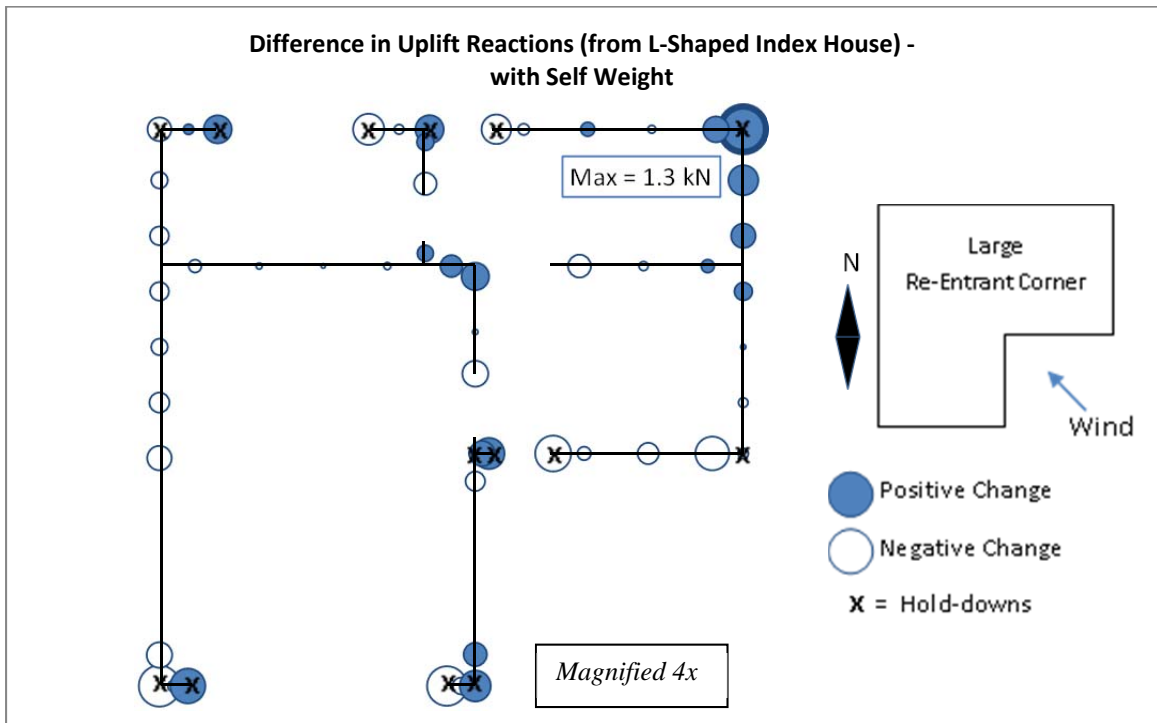 Difference in Uplift Reactions (from L-Shaped Index House) -
with Self Weight
X X X X X X
Max = 1.3 kN
Large
Re-Entrant Corner
N
Wind
X X X X
Positive Change
Negative Change
X = Hold-downs
Magnified 4x
X X X X